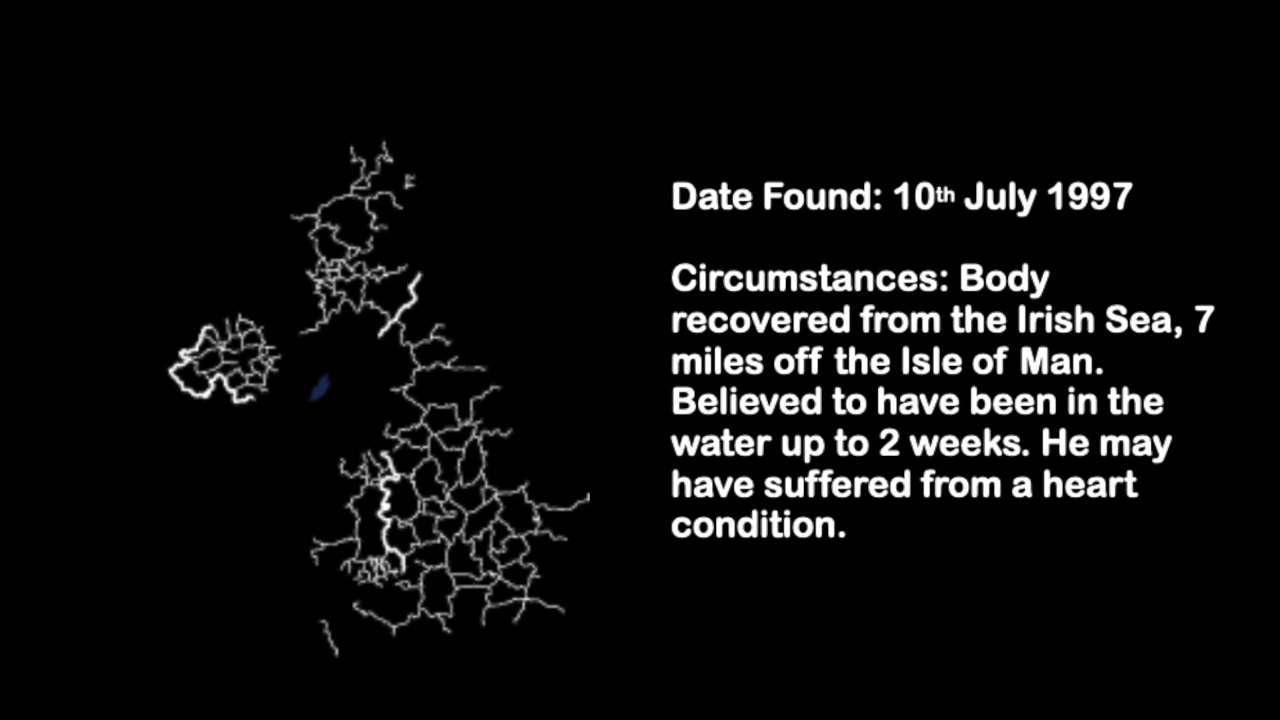 Date Found: 10th July 1997
Circumstances: Body
recovered from the Irish Sea, 7
miles off the Isle of Man.
Believed to have been in the
water up to 2 weeks. He may
have suffered from a heart
condition.